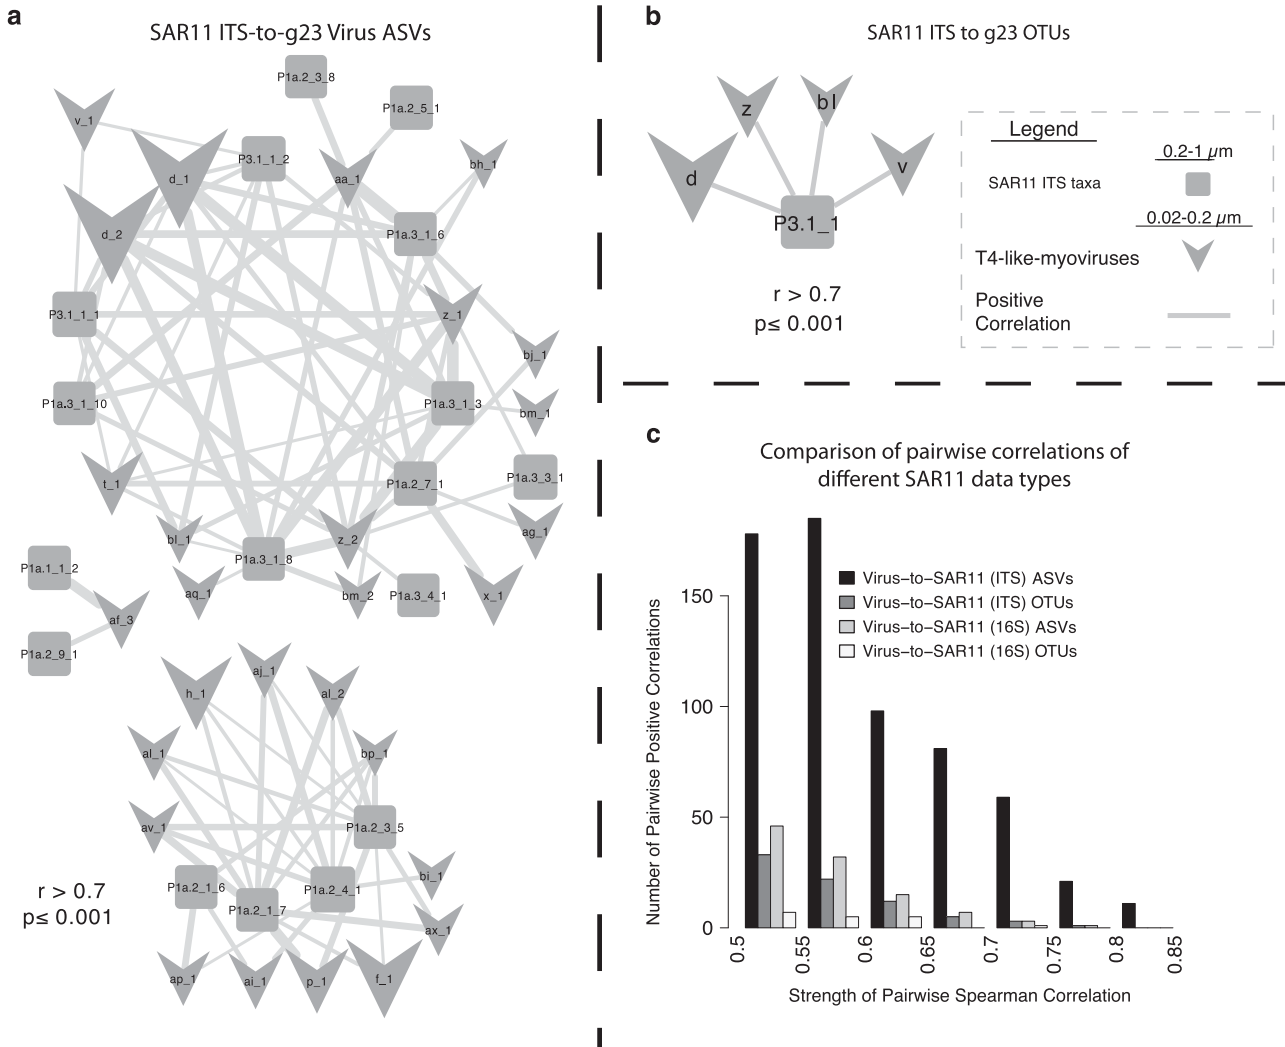 a
SAR11 ITS-to-g23 Virus ASVs
P1a.2_3_8
P1a.2_5_1
v_1
P3.1_1_2
bh_1
d_1
aa_1
d_2
P1a.3_1_6
P3.1_1_1
z_1
bj_1
P1a.3_1_10
P1a.3_1_3
bm_1
t_1
P1a.2_7_1
P1a.3_3_1
bl_1
z_2
ag_1
P1a.3_1_8
P1a.1_1_2
aq_1
bm_2
P1a.3_4_1
x_1
af_3
P1a.2_9_1
aj_1
h_1
al_2
al_1
bp_1
av_1
P1a.2_3_5
bi_1
P1a.2_1_6
P1a.2_4_1
P1a.2_1_7
ax_1
r > 0.7
p≤ 0.001
ap_1
ai_1
p_1
f_1
b
SAR11 ITS to g23 OTUs
z
bl
d
v
P3.1_1
r > 0.7
p≤ 0.001
Legend
0.2-1 µm
SAR11 ITS taxa
0.02-0.2 µm
T4-like-myoviruses
Positive
Correlation
c
Comparison of pairwise correlations of
different SAR11 data types
Virus−to−SAR11 (ITS) ASVs
Virus−to−SAR11 (ITS) OTUs
Virus−to−SAR11 (16S) ASVs
Virus−to−SAR11 (16S) OTUs
Number of Pairwise Positive Correlations
150
100
50
0
0.5
0.55
0.6
0.65
0.7
0.75
0.8
0.85
Strength of Pairwise Spearman Correlation